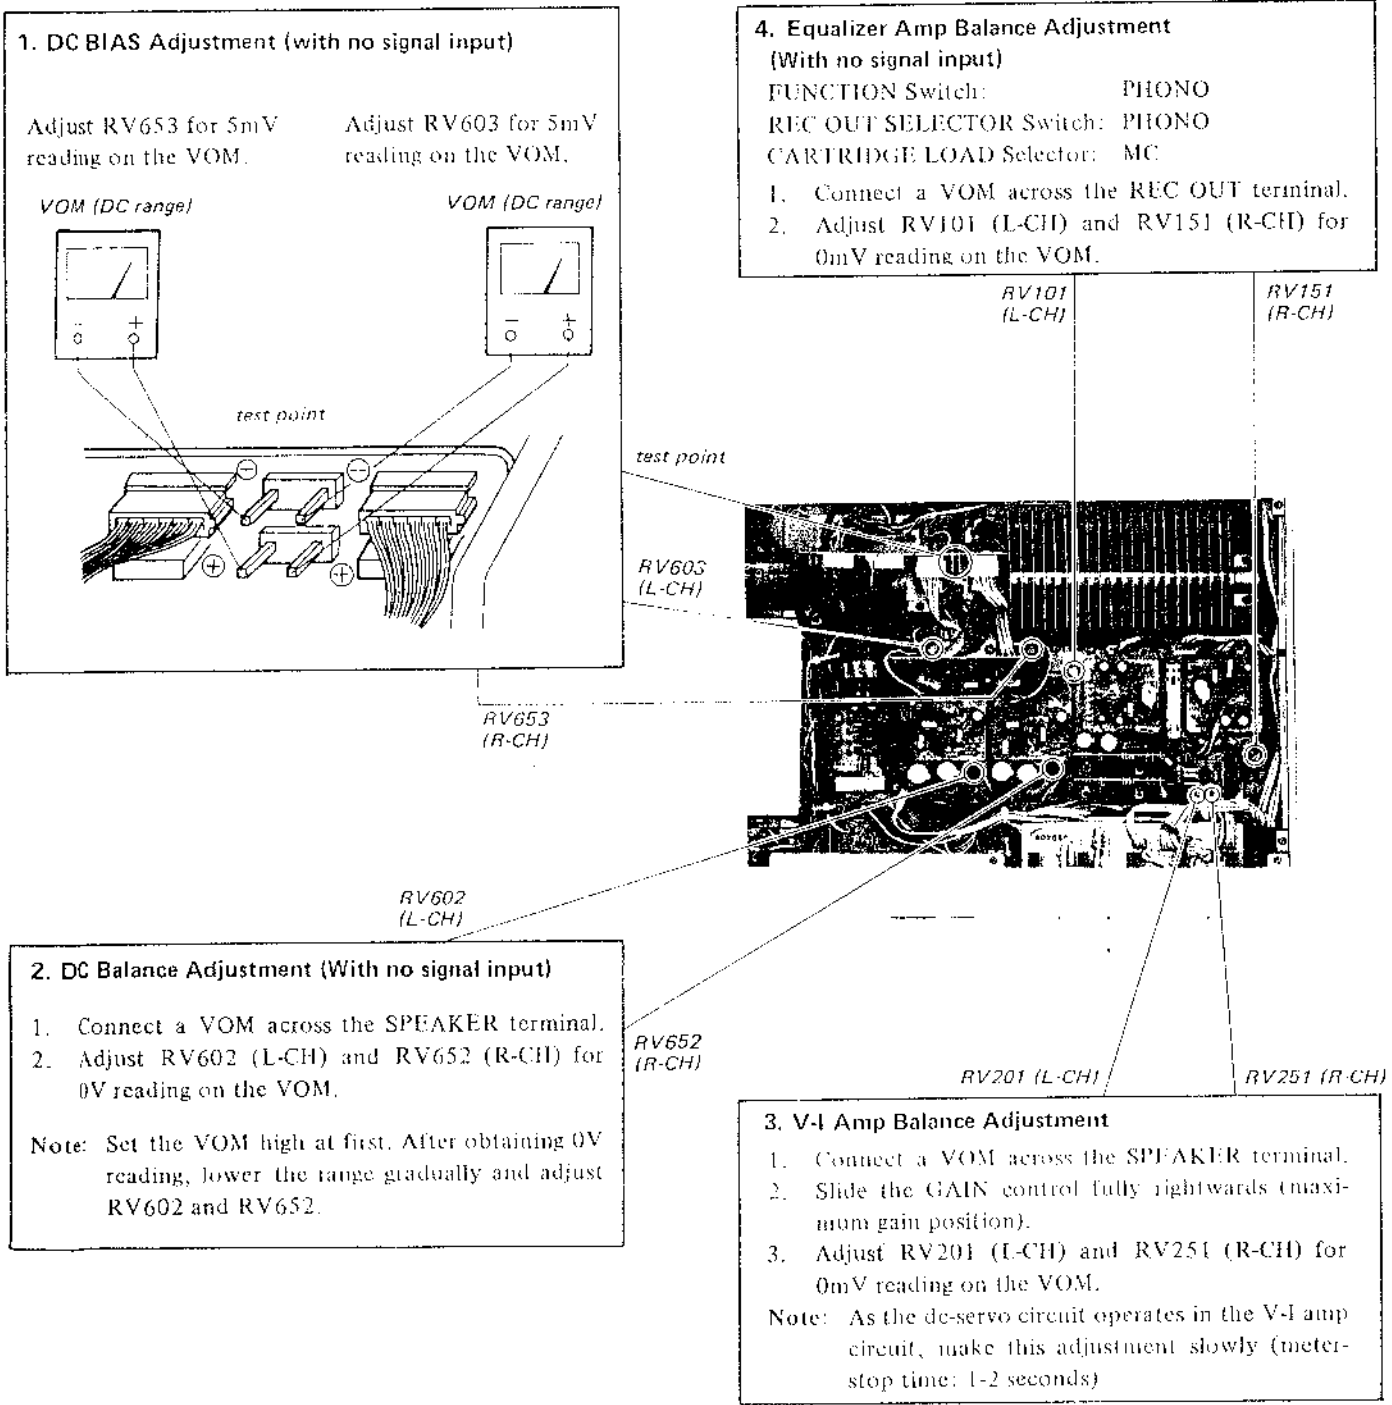 1. DC BIAS Adjustment (with no signal input)
Adjust RV653 for 5mV
reading on the VOM.
Adjust RV603 for 5mV
reading on the VOM.
VOM (DC range)
VOM (DC range)
- +
- +
test point
⊖ ⊖
⊕ ⊕
4. Equalizer Amp Balance Adjustment
(With no signal input)
FUNCTION Switch: PHONO
REC OUT SELECTOR Switch: PHONO
CARTRIDGE LOAD Selector: MC
1. Connect a VOM across the REC OUT terminal.
2. Adjust RV101 (L-CH) and RV151 (R-CH) for
0mV reading on the VOM.
RV101
(L-CH)
RV151
(R-CH)
test point
RV603
(L-CH)
RV653
(R-CH)
RV602
(L-CH)
2. DC Balance Adjustment (With no signal input)
1. Connect a VOM across the SPEAKER terminal.
2. Adjust RV602 (L-CH) and RV652 (R-CH) for
0V reading on the VOM.
Note: Set the VOM high at first. After obtaining 0V
reading, lower the range gradually and adjust
RV602 and RV652.
RV652
(R-CH)
RV201 (L-CH)
RV251 (R-CH)
3. V-I Amp Balance Adjustment
1. Connect a VOM across the SPEAKER terminal.
2. Slide the GAIN control fully rightwards (maxi-
mum gain position).
3. Adjust RV201 (L-CH) and RV251 (R-CH) for
0mV reading on the VOM.
Note: As the dc-servo circuit operates in the V-I amp
circuit, make this adjustment slowly (meter-
stop time: 1-2 seconds)